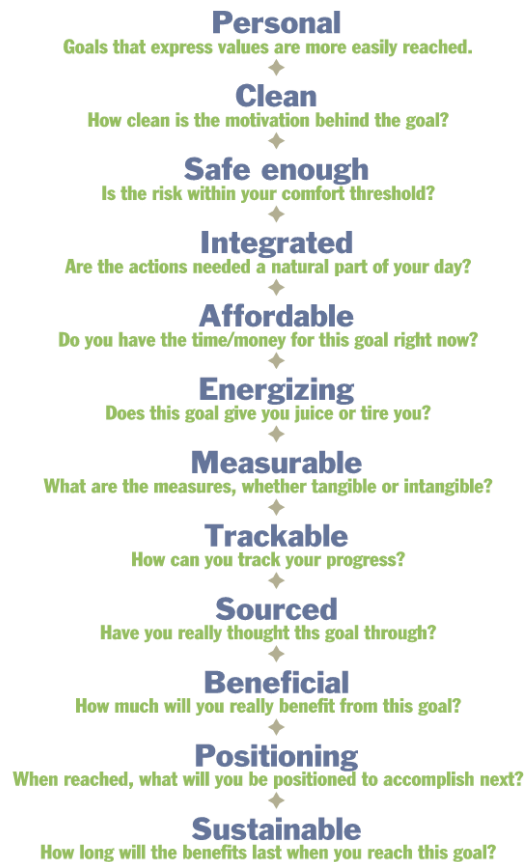 Personal
Goals that express values are more easily reached.
Clean
How clean is the motivation behind the goal?
Safe enough
Is the risk within your comfort threshold?
Integrated
Are the actions needed a natural part of your day?
Affordable
Do you have the time/money for this goal right now?
Energizing
Does this goal give you juice or tire you?
Measurable
What are the measures, whether tangible or intangible?
Trackable
How can you track your progress?
Sourced
Have you really thought ths goal through?
Beneficial
How much will you really benefit from this goal?
Positioning
When reached, what will you be positioned to accomplish next?
Sustainable
How long will the benefits last when you reach this goal?